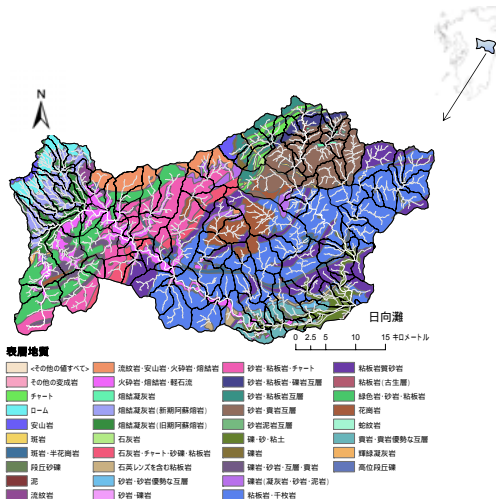 N
日向灘
0 2.5 5 10 15 キロメートル
表層地質
<その他の値すべて>
その他の変成岩
チャート
ローム
安山岩
斑岩
斑岩・半花崗岩
段丘砂礫
泥
流紋岩
流紋岩・安山岩・火砕岩・熔結
火砕岩・熔結岩・軽石流
熔結凝灰岩
熔結凝灰岩(新期阿蘇熔岩)
熔結凝灰岩(旧期阿蘇熔岩)
石灰岩
石灰岩・チャート・砂礫・粘板岩
石英レンズを含む粘板岩
砂岩・砂岩優勢な互層
砂岩・礫岩
砂岩・粘板岩・チャート
砂岩・粘板岩・礫岩互層
砂岩・粘板岩互層
砂岩・頁岩互層
砂岩泥岩互層
礫・砂・粘土
礫岩
礫岩・砂岩・互層・頁岩
礫岩(凝灰岩・砂岩・泥岩)
粘板岩・千枚岩
粘板岩質砂岩
粘板岩(古生層)
緑色岩・砂岩・粘板岩
花崗岩
蛇紋岩
頁岩・頁岩優勢な互層
輝緑凝灰岩
高位段丘礫